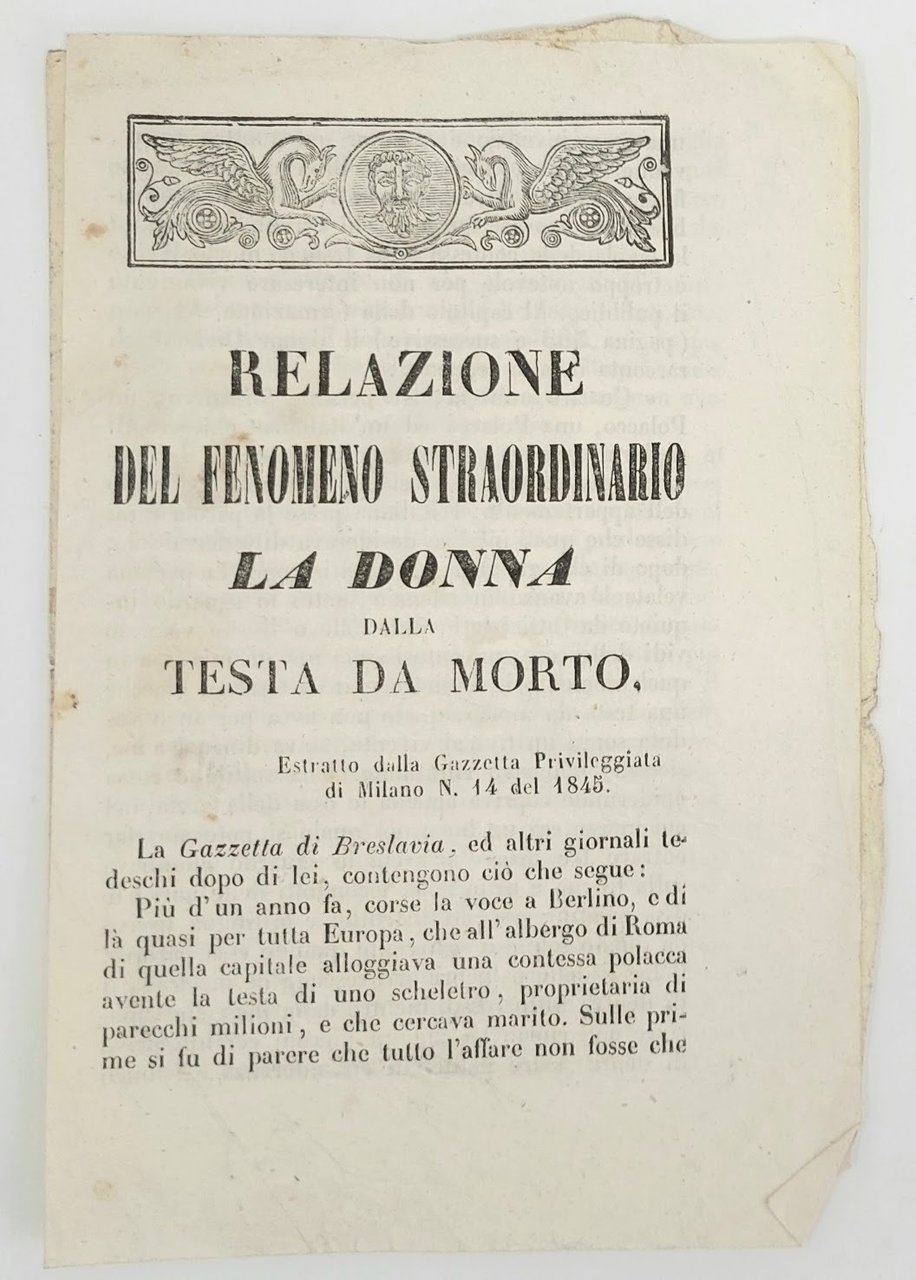 RELAZIONE
DEL FENOMENO STRAORDINARIO
LA DONNA
DALLA
TESTA DA MORTO.
Estratto dalla Gazzetta Privileggiata
di Milano N. 14 del 1845.
La Gazzetta di Breslavia, ed altri giornali te-
deschi dopo di lei, contengono ciò che segue:
Più d'un anno fa, corse la voce a Berlino, e di
là quasi per tutta Europa, che all'albergo di Roma
di quella capitale alloggiava una contessa polacca
avente la testa di uno scheletro, proprietaria di
parecchi milioni, e che cercava marito. Sulle pri-
me si fu di parere che tutto l'affare non fosse che